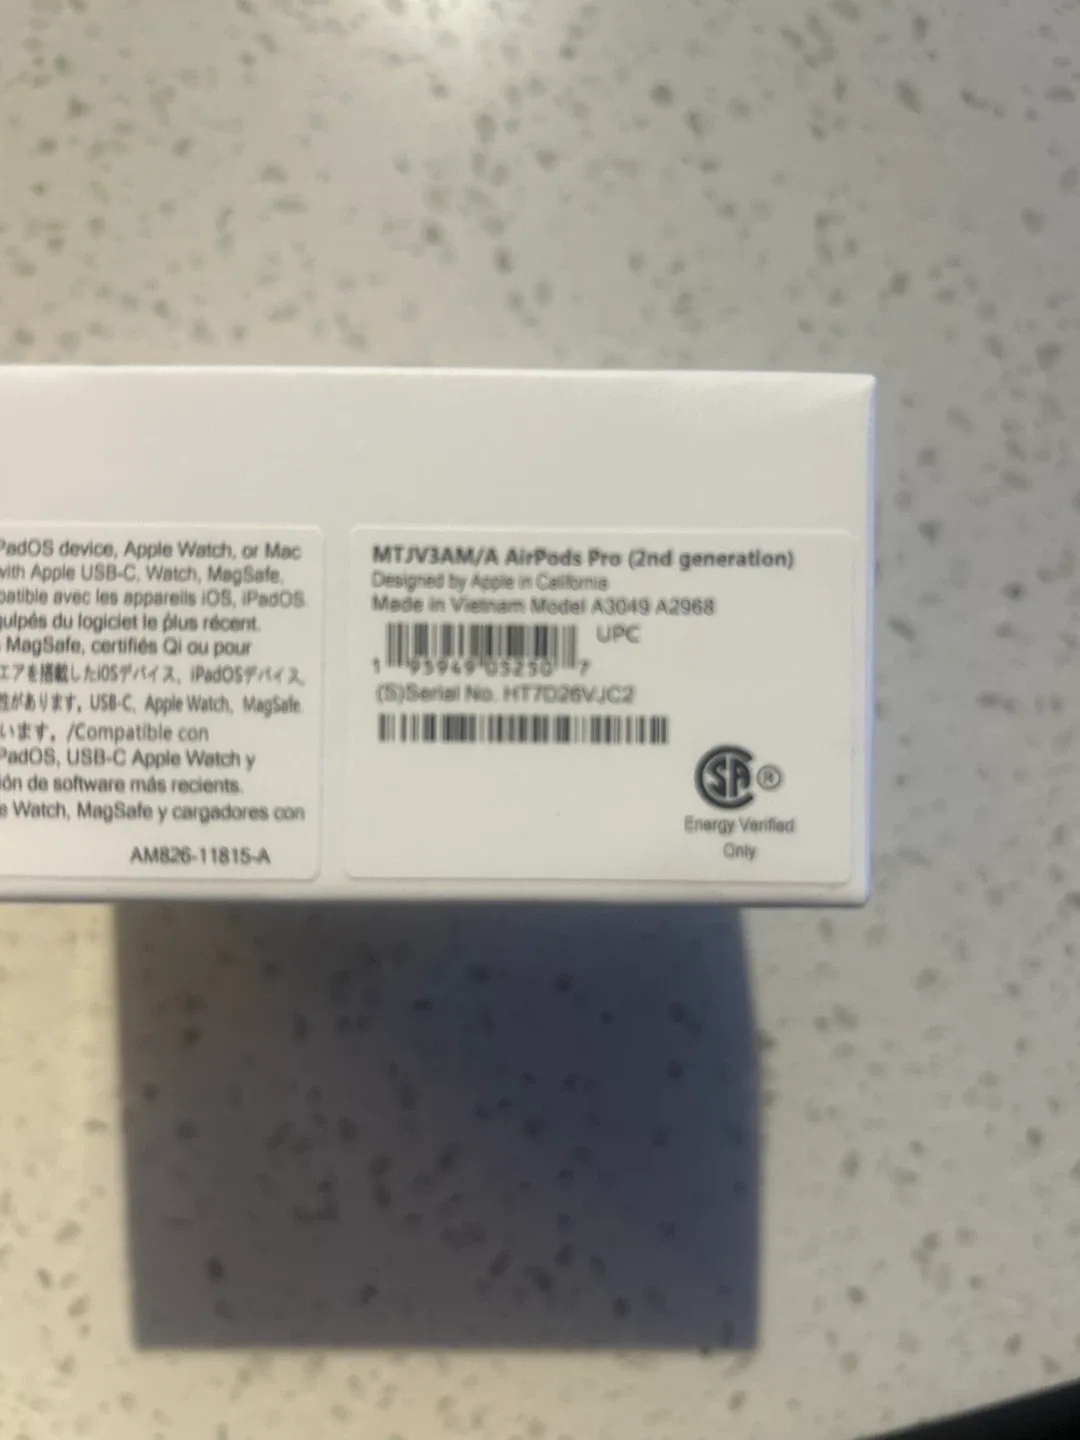 PadOS device, Apple Watch, or Mac
with Apple USB-C, Watch, MagSafe,
patible avec les appareils iOS, iPadOS
quipés du logiciel le plus récent.
MagSafe, certifiés Qi ou pour
エアを搭載したiOSデバイス、iPadOSデバイス、
性があります。USB-C、Apple Watch、MagSafe
います。/Compatible con
PadOS, USB-C Apple Watch y
ión de software más recients.
e Watch, MagSafe y cargadores con
AM826-11815-A
MTJV3AM/A AirPods Pro (2nd generation)
Designed by Apple in California
Made in Vietnam Model A3049 A2968
UPC
1 95949 05250 7
(S)Serial No. HT7D26VJC2
SA ®
Energy Verified
Only